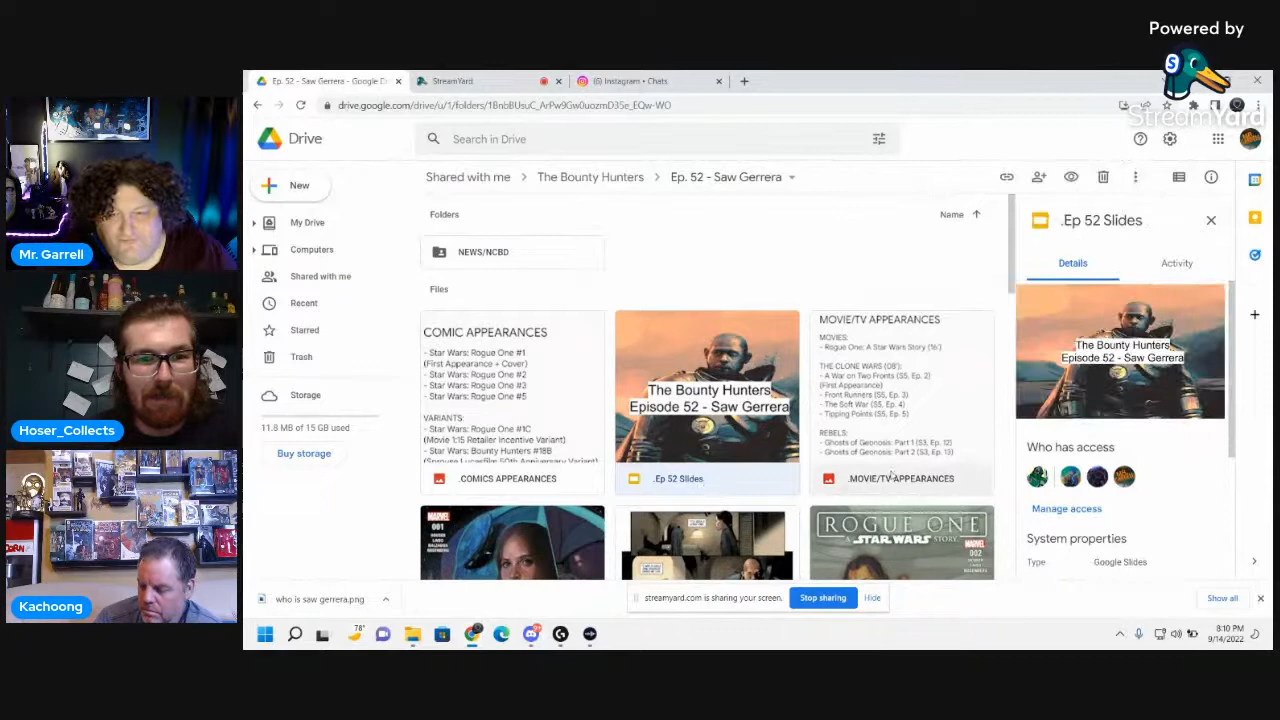 Powered by
StreamYard
Ep. 52 - Saw Gerrera - Google D
StreamYard
(5) Instagram • Chats
drive.google.com/drive/u/1/folders/1BnbBUsuC_ArPw9Gw0uozmD35e_EQw-WO
Drive
Search in Drive
New
My Drive
Computers
Shared with me
Recent
Starred
Trash
Storage
11.8 MB of 15 GB used
Buy storage
Shared with me > The Bounty Hunters > Ep. 52 - Saw Gerrera
Folders
Name
NEWS/NCBD
Files
COMIC APPEARANCES
- Star Wars: Rogue One #1
(First Appearance + Cover)
- Star Wars: Rogue One #2
- Star Wars: Rogue One #3
- Star Wars: Rogue One #5
VARIANTS:
- Star Wars: Rogue One #1C
(Movie 1:15 Retailer Incentive Variant)
- Star Wars: Bounty Hunters #18B
(Sprouse Lucasfilm 50th Anniversary Variant)
.COMICS APPEARANCES
The Bounty Hunters
Episode 52 - Saw Gerrera
.Ep 52 Slides
MOVIE/TV APPEARANCES
MOVIES:
- Rogue One: A Star Wars Story (16')
THE CLONE WARS (08'):
- A War on Two Fronts (S5, Ep. 2)
(First Appearance)
- Front Runners (S5, Ep. 3)
- The Soft War (S5, Ep. 4)
- Tipping Points (S5, Ep. 5)
REBELS:
- Ghosts of Geonosis: Part 1 (S3, Ep. 12)
- Ghosts of Geonosis: Part 2 (S3, Ep. 13)
.MOVIE/TV APPEARANCES
MARVEL
001
ROGUE ONE
A STAR WARS STORY
MARVEL
002
.Ep 52 Slides
Details
Activity
The Bounty Hunters
Episode 52 - Saw Gerrera
Who has access
Manage access
System properties
Type
Google Slides
Mr. Garrell
Hoser_Collects
Kachoong
who is saw gerrera.png
streamyard.com is sharing your screen.
Stop sharing
Hide
Show all
78°
8:10 PM
9/14/2022